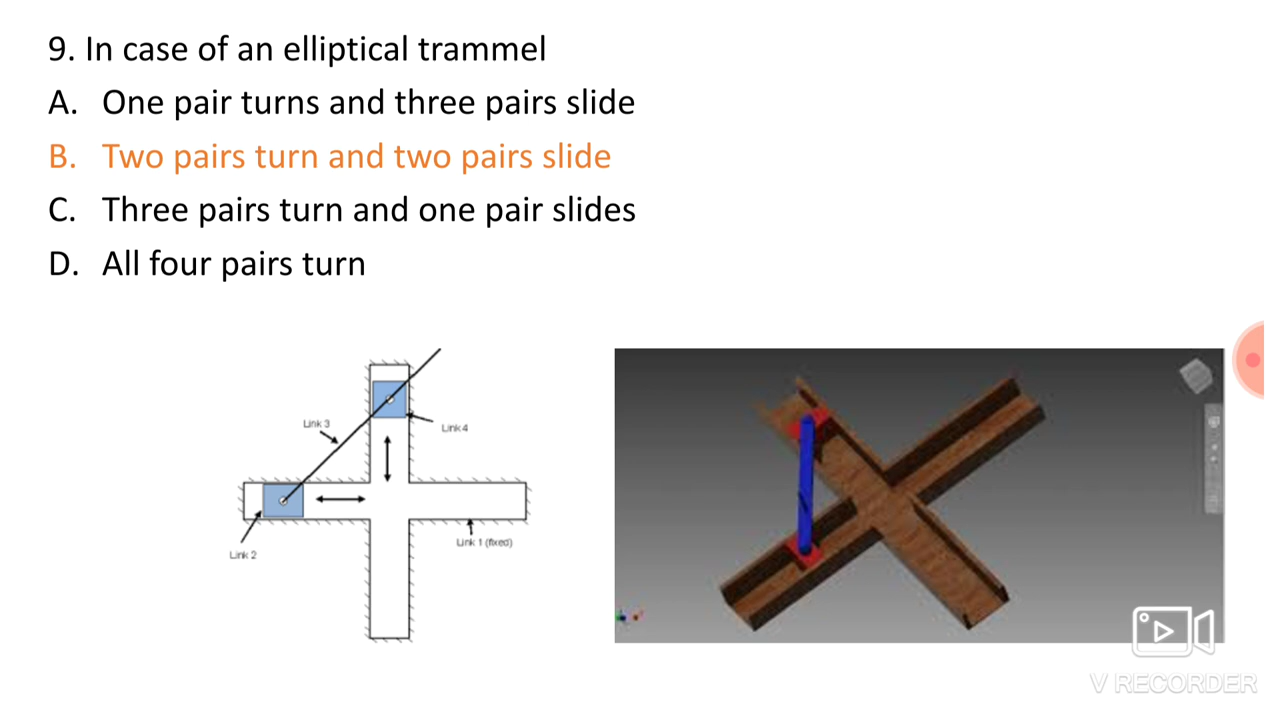 9. In case of an elliptical trammel
A. One pair turns and three pairs slide
B. Two pairs turn and two pairs slide
C. Three pairs turn and one pair slides
D. All four pairs turn
Link 3
Link 4
Link 2
Link 1 (fixed)
V RECORDER